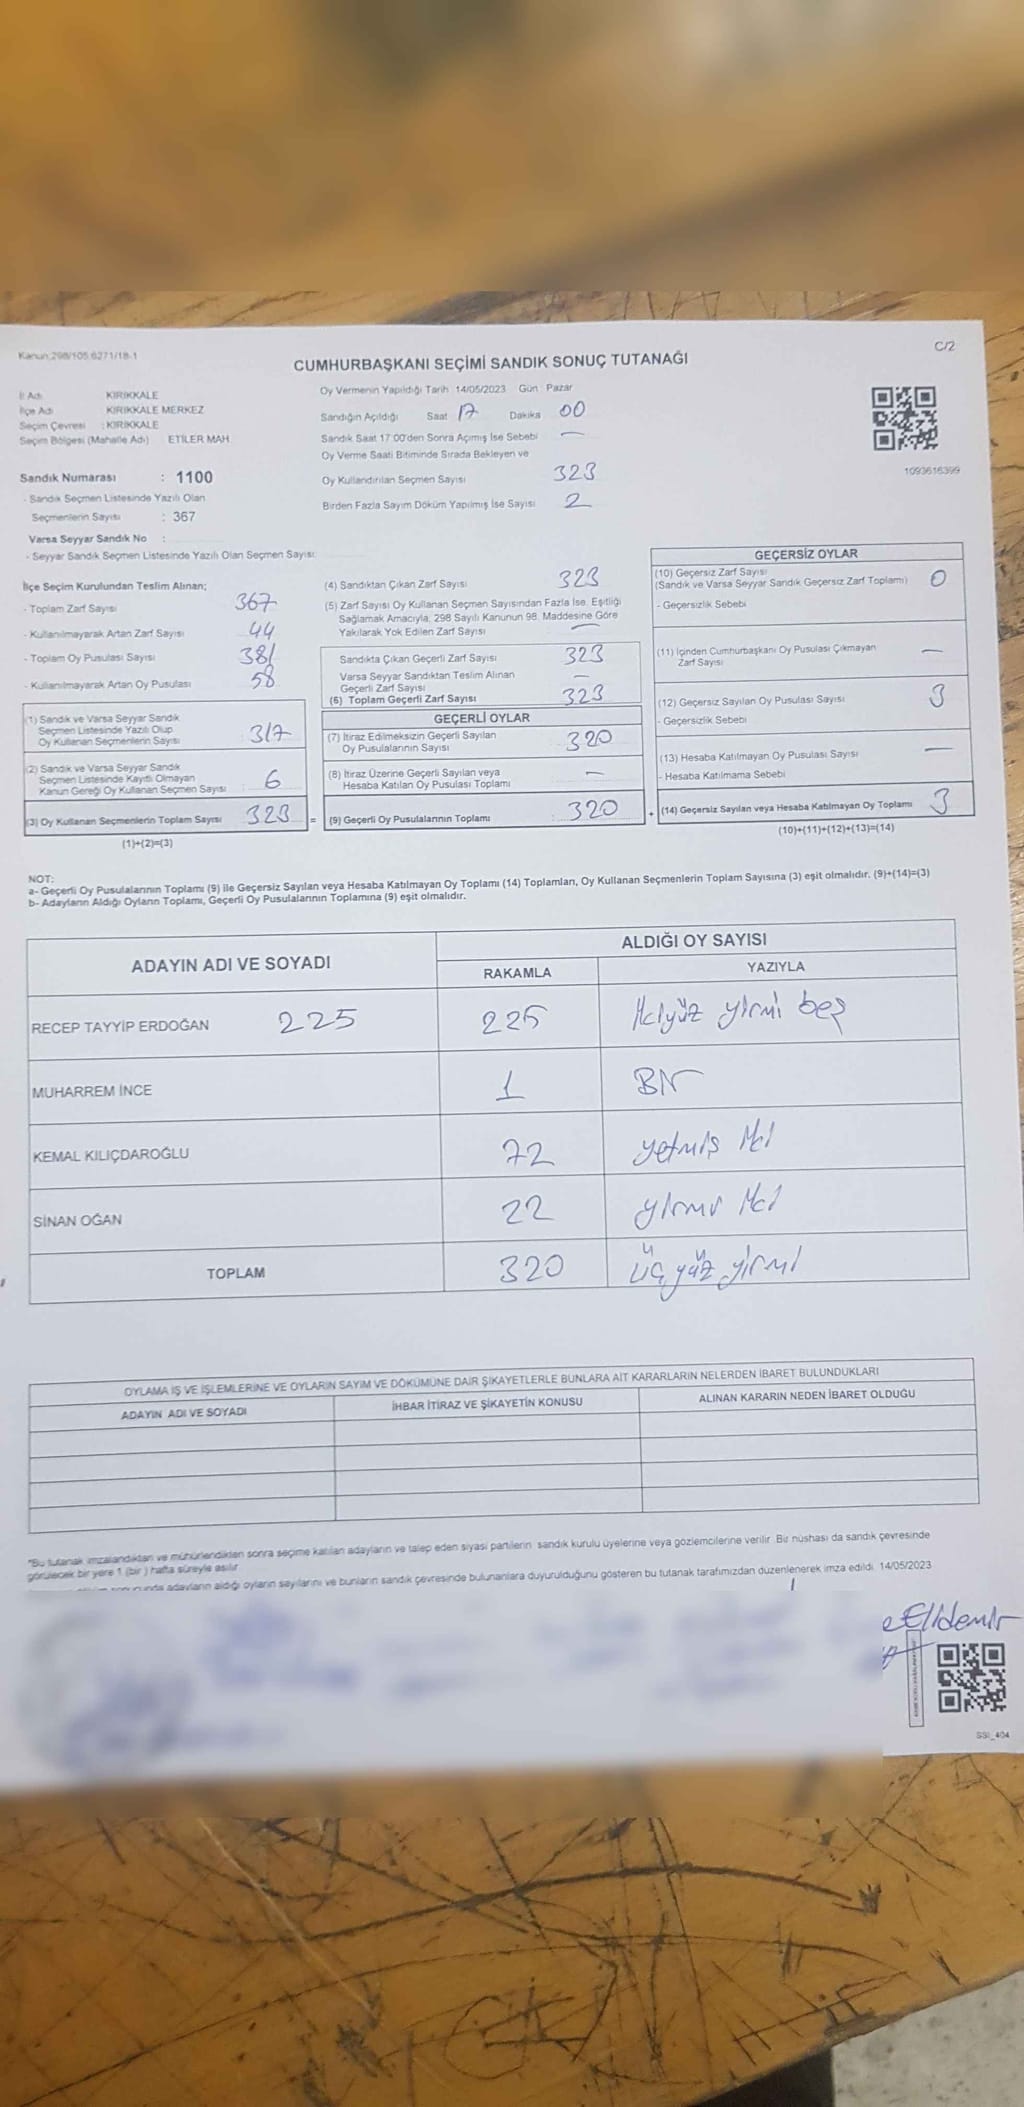 Kanun:298/105 6271/18-1
C/2
CUMHURBAŞKANI SEÇİMİ SANDIK SONUÇ TUTANAĞI
İl Adı KIRIKKALE
İlçe Adı KIRIKKALE MERKEZ
Seçim Çevresi : KIRIKKALE
Seçim Bölgesi (Mahalle Adı) ETİLER MAH
Sandık Numarası : 1100
- Sandık Seçmen Listesinde Yazılı Olan
Seçmenlerin Sayısı : 367
Varsa Seyyar Sandık No :
- Seyyar Sandık Seçmen Listesinde Yazılı Olan Seçmen Sayısı:
Oy Vermenin Yapıldığı Tarih 14/05/2023 Gün : Pazar
Sandığın Açıldığı Saat 17 Dakika 00
Sandık Saat 17:00'den Sonra Açımış İse Sebebi —
Oy Verme Saati Bitiminde Sırada Bekleyen ve
Oy Kullandırılan Seçmen Sayısı 323
Birden Fazla Sayım Döküm Yapılmış İse Sayısı 2
1093616399
İlçe Seçim Kurulundan Teslim Alınan;
- Toplam Zarf Sayısı 367
- Kullanılmayarak Artan Zarf Sayısı 44
- Toplam Oy Pusulası Sayısı 381
- Kullanılmayarak Artan Oy Pusulası 58
(1) Sandık ve Varsa Seyyar Sandık
Seçmen Listesinde Yazılı Olup
Oy Kullanan Seçmenlerin Sayısı : 317
(2) Sandık ve Varsa Seyyar Sandık
Seçmen Listesinde Kayıtlı Olmayan
Kanun Gereği Oy Kullanan Seçmen Sayısı : 6
(3) Oy Kullanan Seçmenlerin Toplam Sayısı 323 =
(1)+(2)=(3)
(4) Sandıktan Çıkan Zarf Sayısı 323
(5) Zarf Sayısı Oy Kullanan Seçmen Sayısından Fazla İse, Eşitliği
Sağlamak Amacıyla, 298 Sayılı Kanunun 98. Maddesine Göre
Yakılarak Yok Edilen Zarf Sayısı —
Sandıkta Çıkan Geçerli Zarf Sayısı 323
Varsa Seyyar Sandıktan Teslim Alınan
Geçerli Zarf Sayısı —
(6) Toplam Geçerli Zarf Sayısı 323
GEÇERLİ OYLAR
(7) İtiraz Edilmeksizin Geçerli Sayılan
Oy Pusulalarının Sayısı : 320
(8) İtiraz Üzerine Geçerli Sayılan veya
Hesaba Katılan Oy Pusulası Toplamı : —
(9) Geçerli Oy Pusulalarının Toplamı : 320 +
GEÇERSİZ OYLAR
(10) Geçersiz Zarf Sayısı
(Sandık ve Varsa Seyyar Sandık Geçersiz Zarf Toplamı) 0
- Geçersizlik Sebebi
(11) İçinden Cumhurbaşkanı Oy Pusulası Çıkmayan
Zarf Sayısı —
(12) Geçersiz Sayılan Oy Pusulası Sayısı 3
- Geçersizlik Sebebi
(13) Hesaba Katılmayan Oy Pusulası Sayısı —
- Hesaba Katılmama Sebebi
(14) Geçersiz Sayılan veya Hesaba Katılmayan Oy Toplamı 3
(10)+(11)+(12)+(13)=(14)
NOT:
a- Geçerli Oy Pusulalarının Toplamı (9) ile Geçersiz Sayılan veya Hesaba Katılmayan Oy Toplamı (14) Toplamları, Oy Kullanan Seçmenlerin Toplam Sayısına (3) eşit olmalıdır. (9)+(14)=(3)
b- Adayların Aldığı Oyların Toplamı, Geçerli Oy Pusulalarının Toplamına (9) eşit olmalıdır.
ADAYIN ADI VE SOYADI ALDIĞI OY SAYISI
RAKAMLA YAZIYLA
RECEP TAYYİP ERDOĞAN 225 225 ikiyüz yirmi beş
MUHARREM İNCE 1 Bir
KEMAL KILIÇDAROĞLU 72 yetmiş iki
SİNAN OĞAN 22 yirmi iki
TOPLAM 320 üç yüz yirmi
OYLAMA İŞ VE İŞLEMLERİNE VE OYLARIN SAYIM VE DÖKÜMÜNE DAİR ŞİKAYETLERLE BUNLARA AİT KARARLARIN NELERDEN İBARET BULUNDUKLARI
ADAYIN ADI VE SOYADI İHBAR İTİRAZ VE ŞİKAYETİN KONUSU ALINAN KARARIN NEDEN İBARET OLDUĞU
*Bu tutanak imzalandıktan ve mühürlendikten sonra seçime katılan adayların ve talep eden siyasi partilerin sandık kurulu üyelerine veya gözlemcilerine verilir. Bir nüshası da sandık çevresinde
görülecek bir yere 1 (bir) hafta süreyle asılır.
adayların aldığı oyların sayılarını ve bunların sandık çevresinde bulunanlara duyurulduğunu gösteren bu tutanak tarafımızdan düzenlenerek imza edildi. 14/05/2023
SSI_404